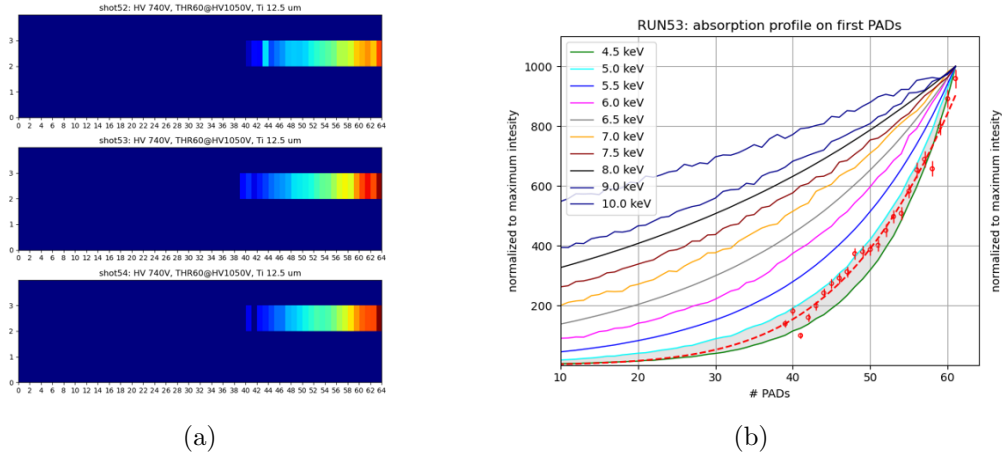 shot52: HV 740V, THR60@HV1050V, Ti 12.5 um
3
2
1
0
0 2 4 6 8 10 12 14 16 18 20 22 24 26 28 30 32 34 36 38 40 42 44 46 48 50 52 54 56 58 60 62 64
shot53: HV 740V, THR60@HV1050V, Ti 12.5 um
3
2
1
0
0 2 4 6 8 10 12 14 16 18 20 22 24 26 28 30 32 34 36 38 40 42 44 46 48 50 52 54 56 58 60 62 64
shot54: HV 740V, THR60@HV1050V, Ti 12.5 um
3
2
1
0
0 2 4 6 8 10 12 14 16 18 20 22 24 26 28 30 32 34 36 38 40 42 44 46 48 50 52 54 56 58 60 62 64
(a)
RUN53: absorption profile on first PADs
normalized to maximum intesity
1000
800
600
400
200
4.5 keV
5.0 keV
5.5 keV
6.0 keV
6.5 keV
7.0 keV
7.5 keV
8.0 keV
9.0 keV
10.0 keV
normalized to maximum intesity
10 20 30 40 50 60
# PADs
(b)